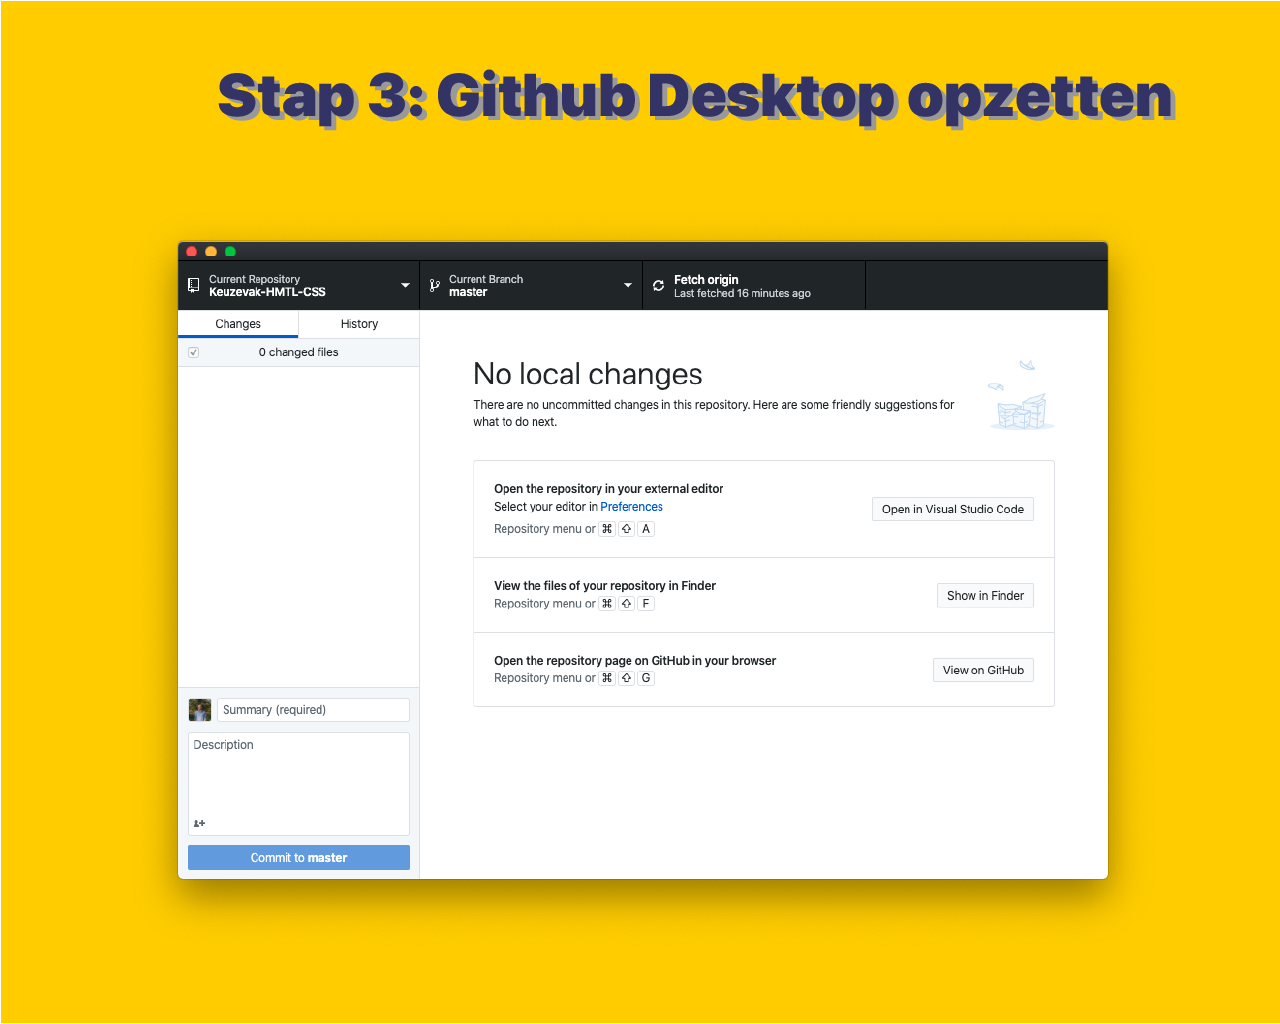 Stap 3: Github Desktop opzetten
Current Repository
Keuzevak-HMTL-CSS
Current Branch
master
Fetch origin
Last fetched 16 minutes ago
Changes
History
0 changed files
No local changes
There are no uncommitted changes in this repository. Here are some friendly suggestions for
what to do next.
Open the repository in your external editor
Select your editor in Preferences
Repository menu or ⌘ ⇧ A
Open in Visual Studio Code
View the files of your repository in Finder
Repository menu or ⌘ ⇧ F
Show in Finder
Open the repository page on GitHub in your browser
Repository menu or ⌘ ⇧ G
View on GitHub
Summary (required)
Description
Commit to master